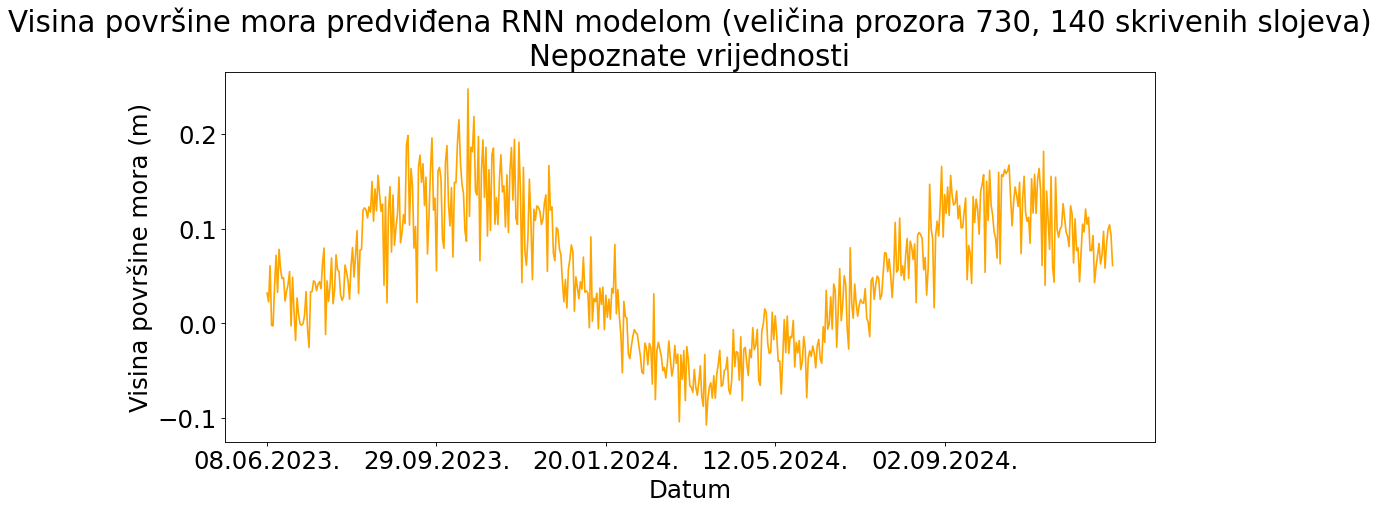 Visina površine mora predviđena RNN modelom (veličina prozora 730, 140 skrivenih slojeva)
Nepoznate vrijednosti
Visina površine mora (m)
0.2
0.1
0.0
−0.1
08.06.2023. 29.09.2023. 20.01.2024. 12.05.2024. 02.09.2024.
Datum